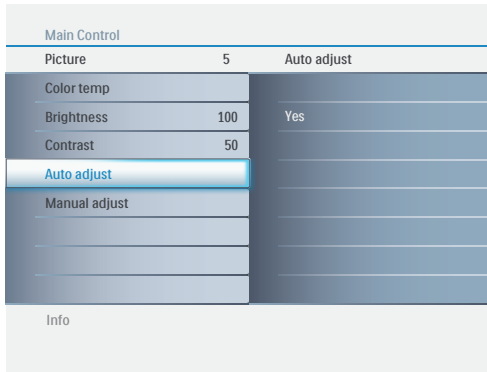 Main Control
Picture 5 Auto adjust
Color temp
Brightness 100 Yes
Contrast 50
Auto adjust
Manual adjust
Info